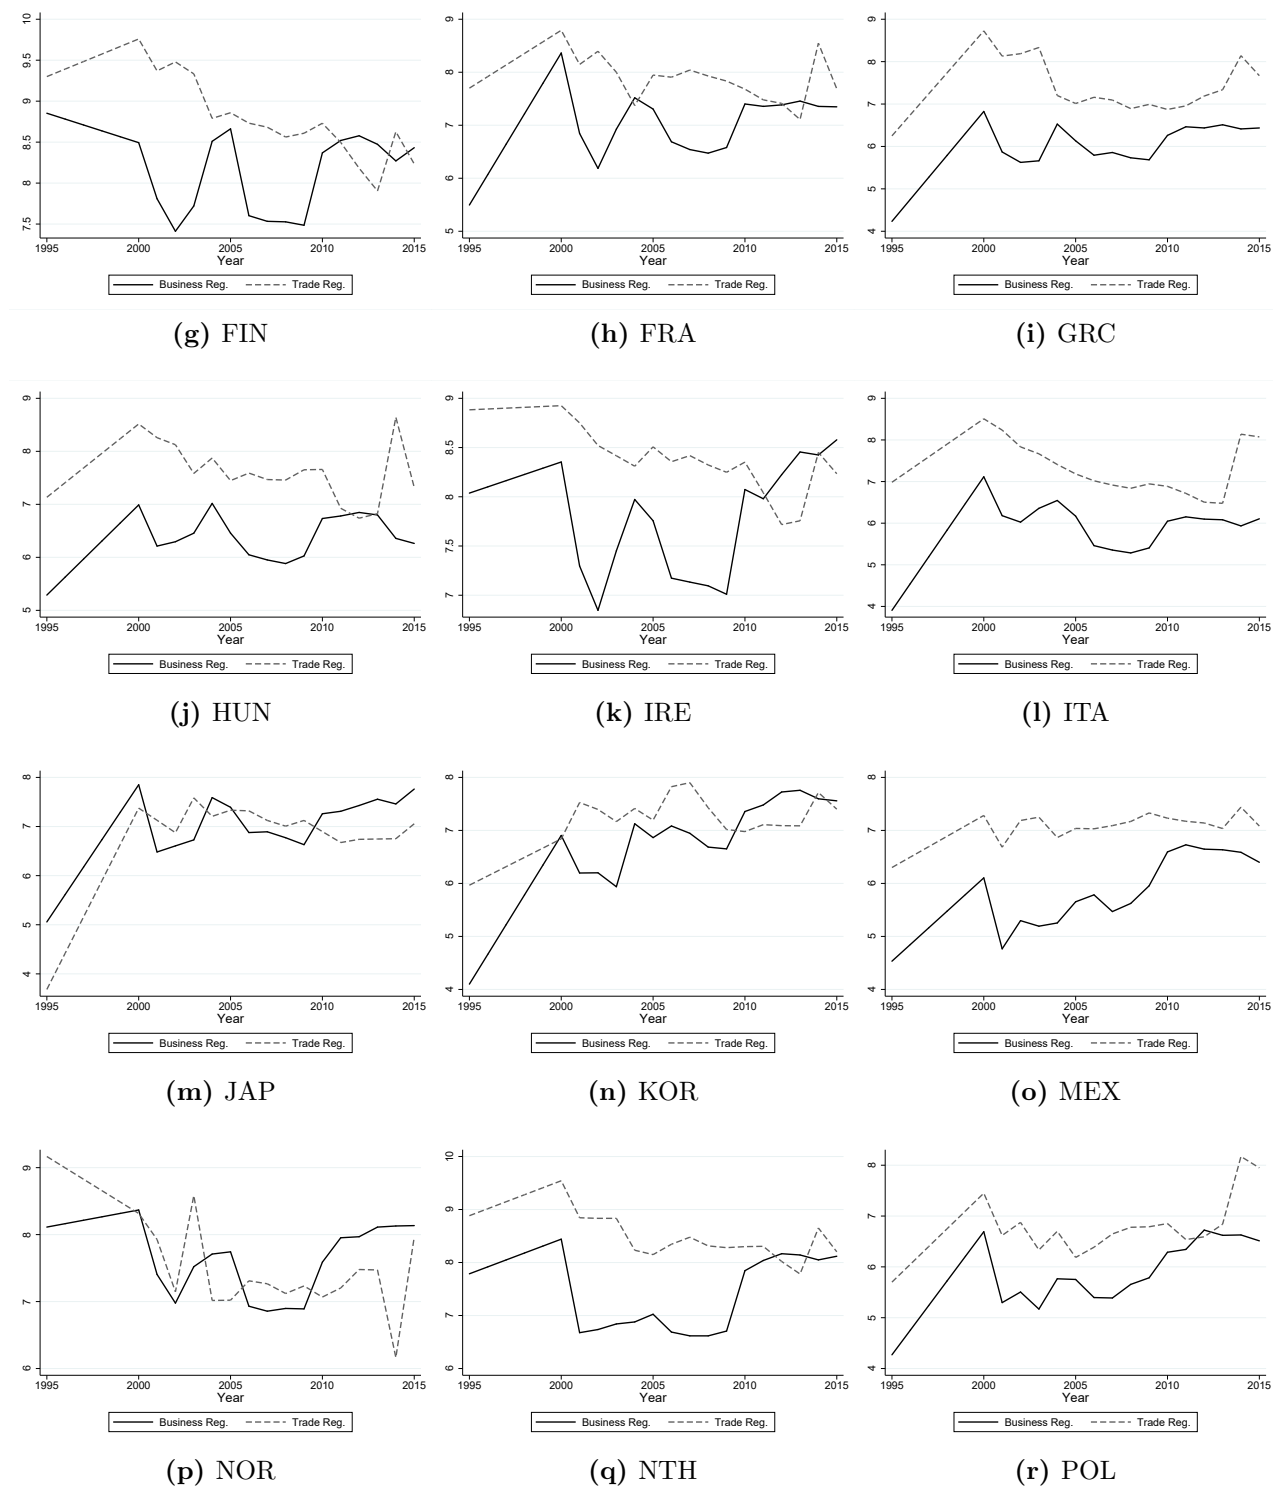 10
9.5
9
8.5
8
7.5
1995 2000 2005 2010 2015
Year
Business Reg. Trade Reg.
(g) FIN
9
8
7
6
5
1995 2000 2005 2010 2015
Year
Business Reg. Trade Reg.
(h) FRA
9
8
7
6
5
4
1995 2000 2005 2010 2015
Year
Business Reg. Trade Reg.
(i) GRC
9
8
7
6
5
1995 2000 2005 2010 2015
Year
Business Reg. Trade Reg.
(j) HUN
9
8.5
8
7.5
7
1995 2000 2005 2010 2015
Year
Business Reg. Trade Reg.
(k) IRE
9
8
7
6
5
4
1995 2000 2005 2010 2015
Year
Business Reg. Trade Reg.
(l) ITA
8
7
6
5
4
1995 2000 2005 2010 2015
Year
Business Reg. Trade Reg.
(m) JAP
8
7
6
5
4
1995 2000 2005 2010 2015
Year
Business Reg. Trade Reg.
(n) KOR
8
7
6
5
4
1995 2000 2005 2010 2015
Year
Business Reg. Trade Reg.
(o) MEX
9
8
7
6
1995 2000 2005 2010 2015
Year
Business Reg. Trade Reg.
(p) NOR
10
9
8
7
6
1995 2000 2005 2010 2015
Year
Business Reg. Trade Reg.
(q) NTH
8
7
6
5
4
1995 2000 2005 2010 2015
Year
Business Reg. Trade Reg.
(r) POL